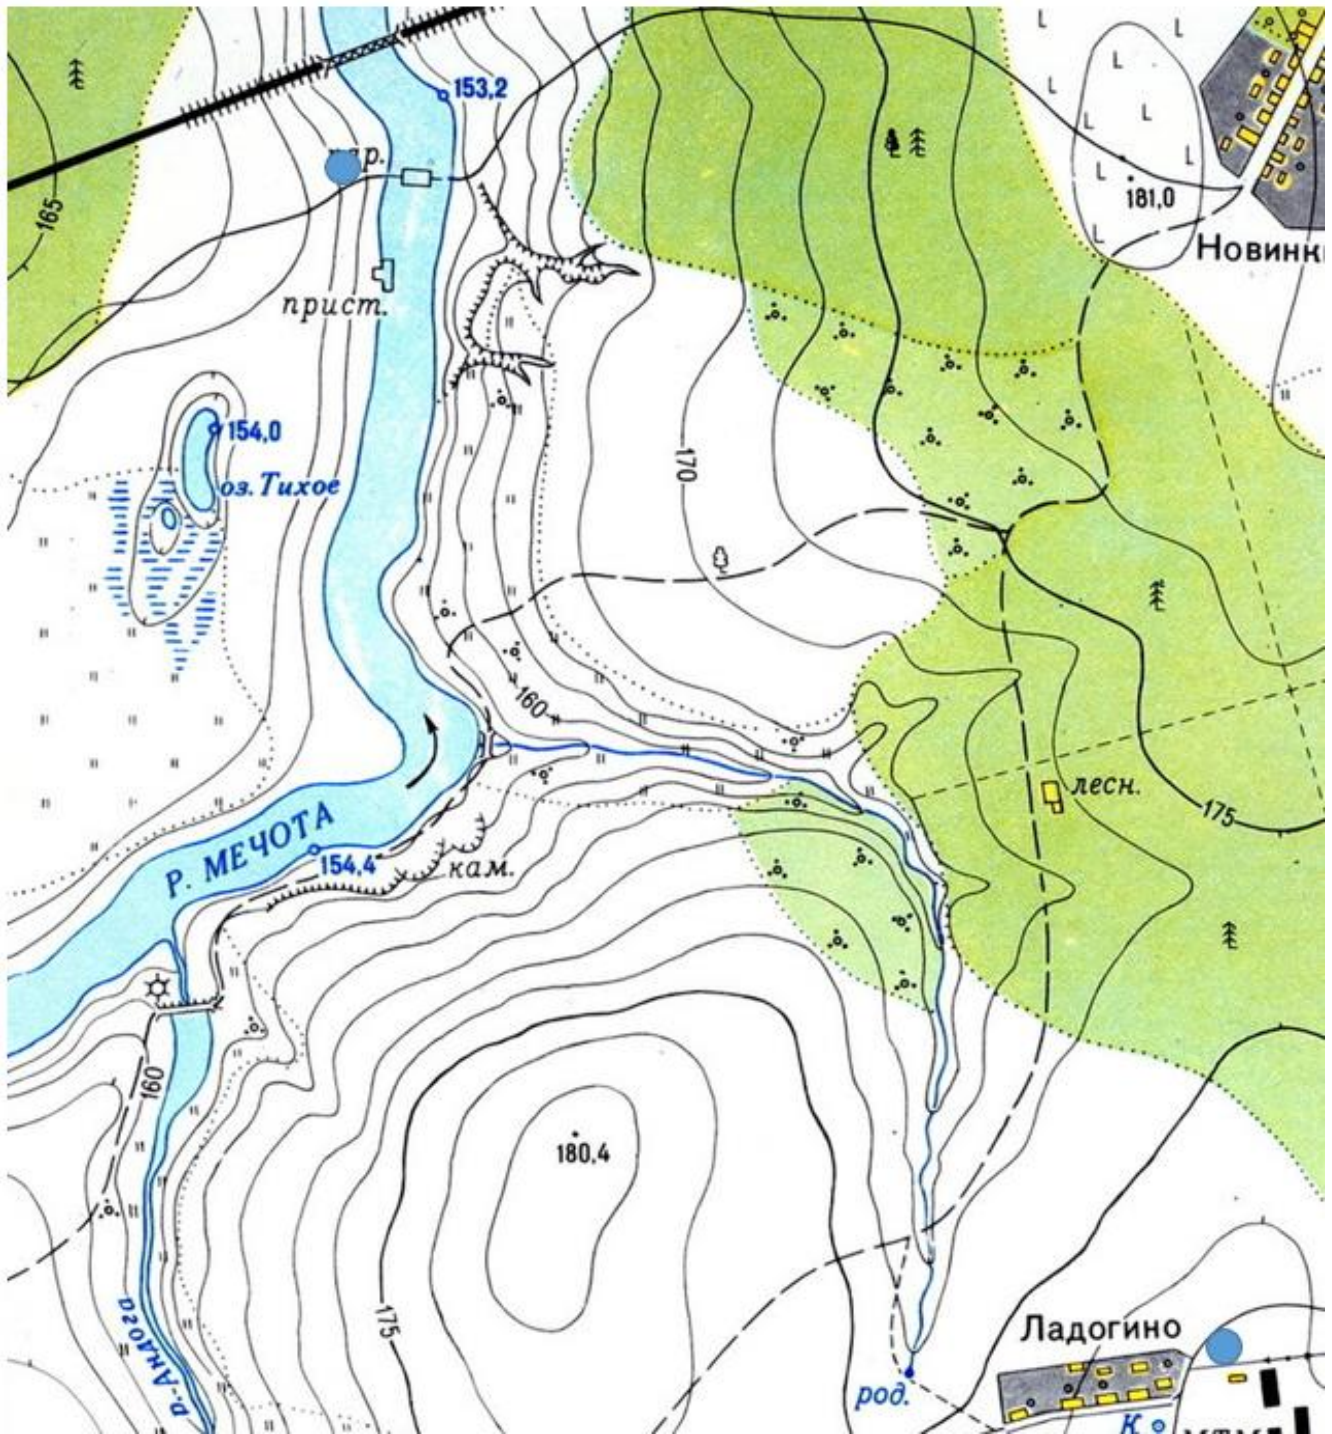 153,2
181,0
165
Новинки
прист.
154,0
оз. Тихое
170
160
лесн.
175
Р. МЕЧОТА
154,4
кам.
160
180,4
175
р. Андога
Ладогино
род.
К
МТМ